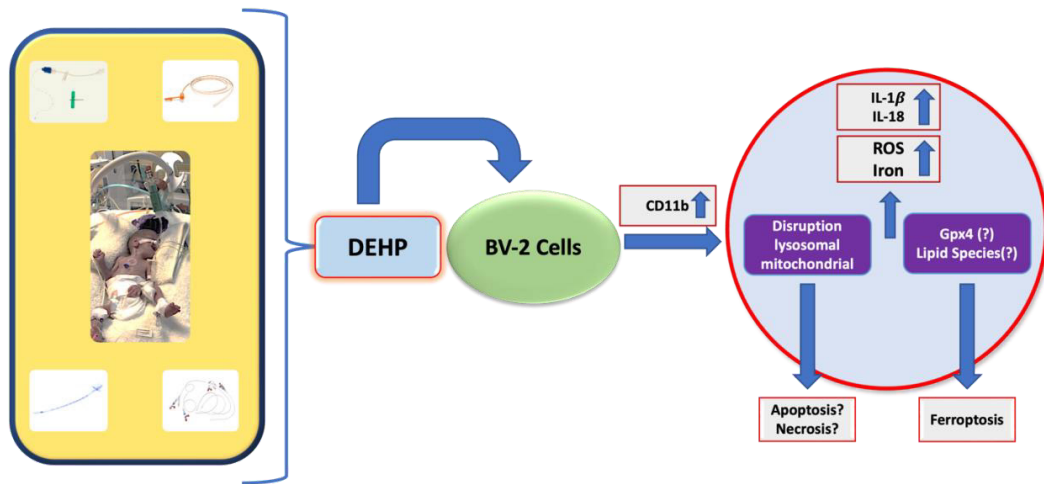 DEHP
BV-2 Cells
CD11b
IL-1β
IL-18
ROS
Iron
Disruption
lysosomal
mitochondrial
Gpx4 (?)
Lipid Species(?)
Apoptosis?
Necrosis?
Ferroptosis